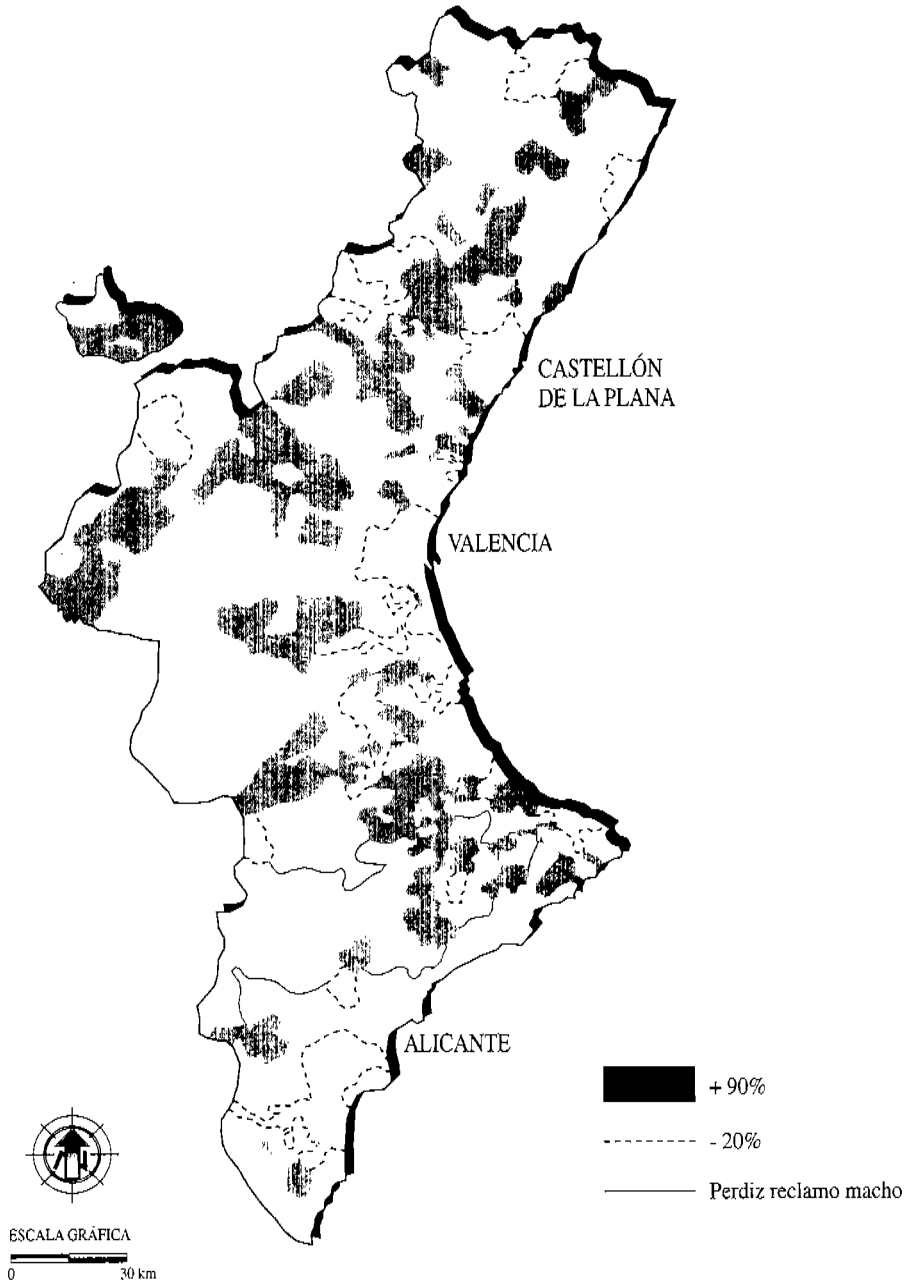 CASTELLÓN
DE LA PLANA
VALENCIA
ALICANTE
+ 90%
- 20%
Perdiz reclamo macho
ESCALA GRÁFICA
0 30 km